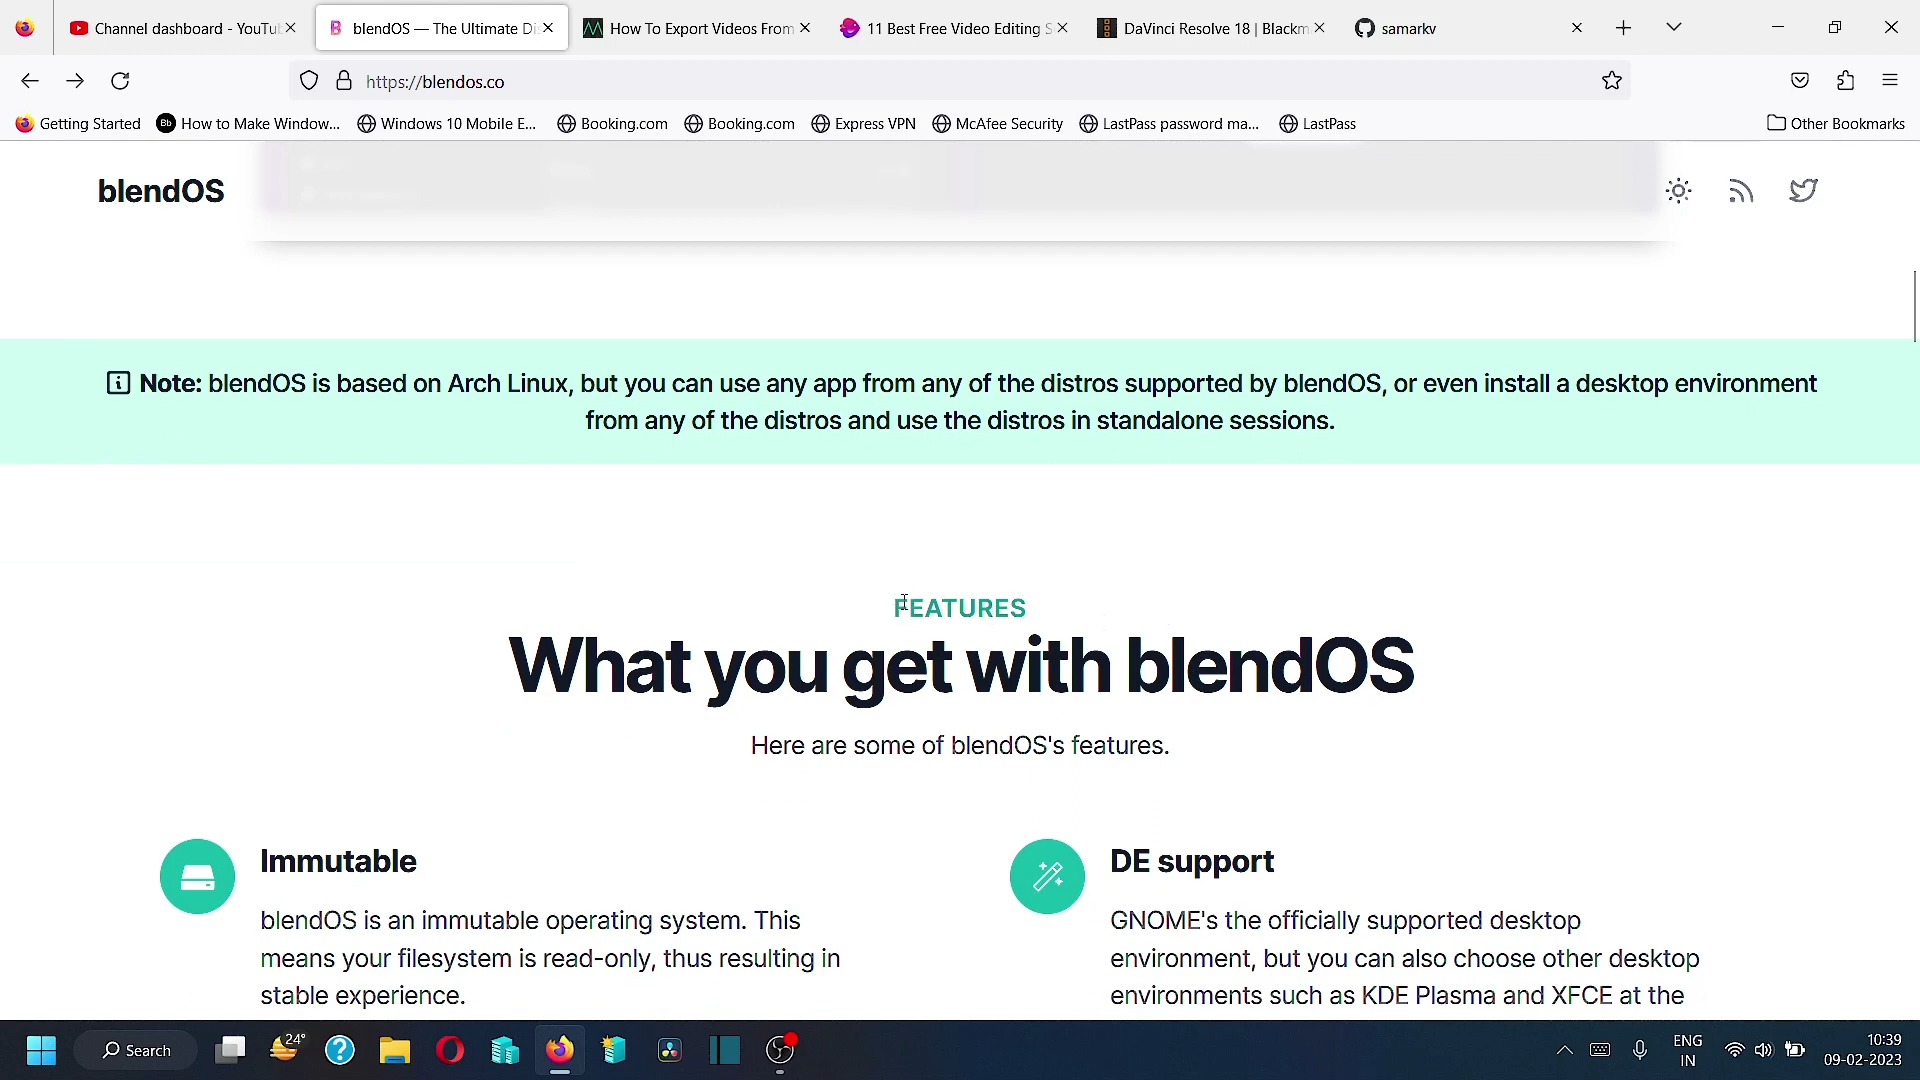 Channel dashboard - YouTu
blendOS — The Ultimate Di
How To Export Videos From
11 Best Free Video Editing S
DaVinci Resolve 18 | Blackm
samarkv
https://blendos.co
Getting Started
How to Make Window...
Windows 10 Mobile E...
Booking.com
Booking.com
Express VPN
McAfee Security
LastPass password ma...
LastPass
Other Bookmarks
blendOS
Note: blendOS is based on Arch Linux, but you can use any app from any of the distros supported by blendOS, or even install a desktop environment
from any of the distros and use the distros in standalone sessions.
FEATURES
What you get with blendOS
Here are some of blendOS's features.
Immutable
blendOS is an immutable operating system. This
means your filesystem is read-only, thus resulting in
stable experience.
DE support
GNOME's the officially supported desktop
environment, but you can also choose other desktop
environments such as KDE Plasma and XFCE at the
Search
24°
ENG
IN
10:39
09-02-2023